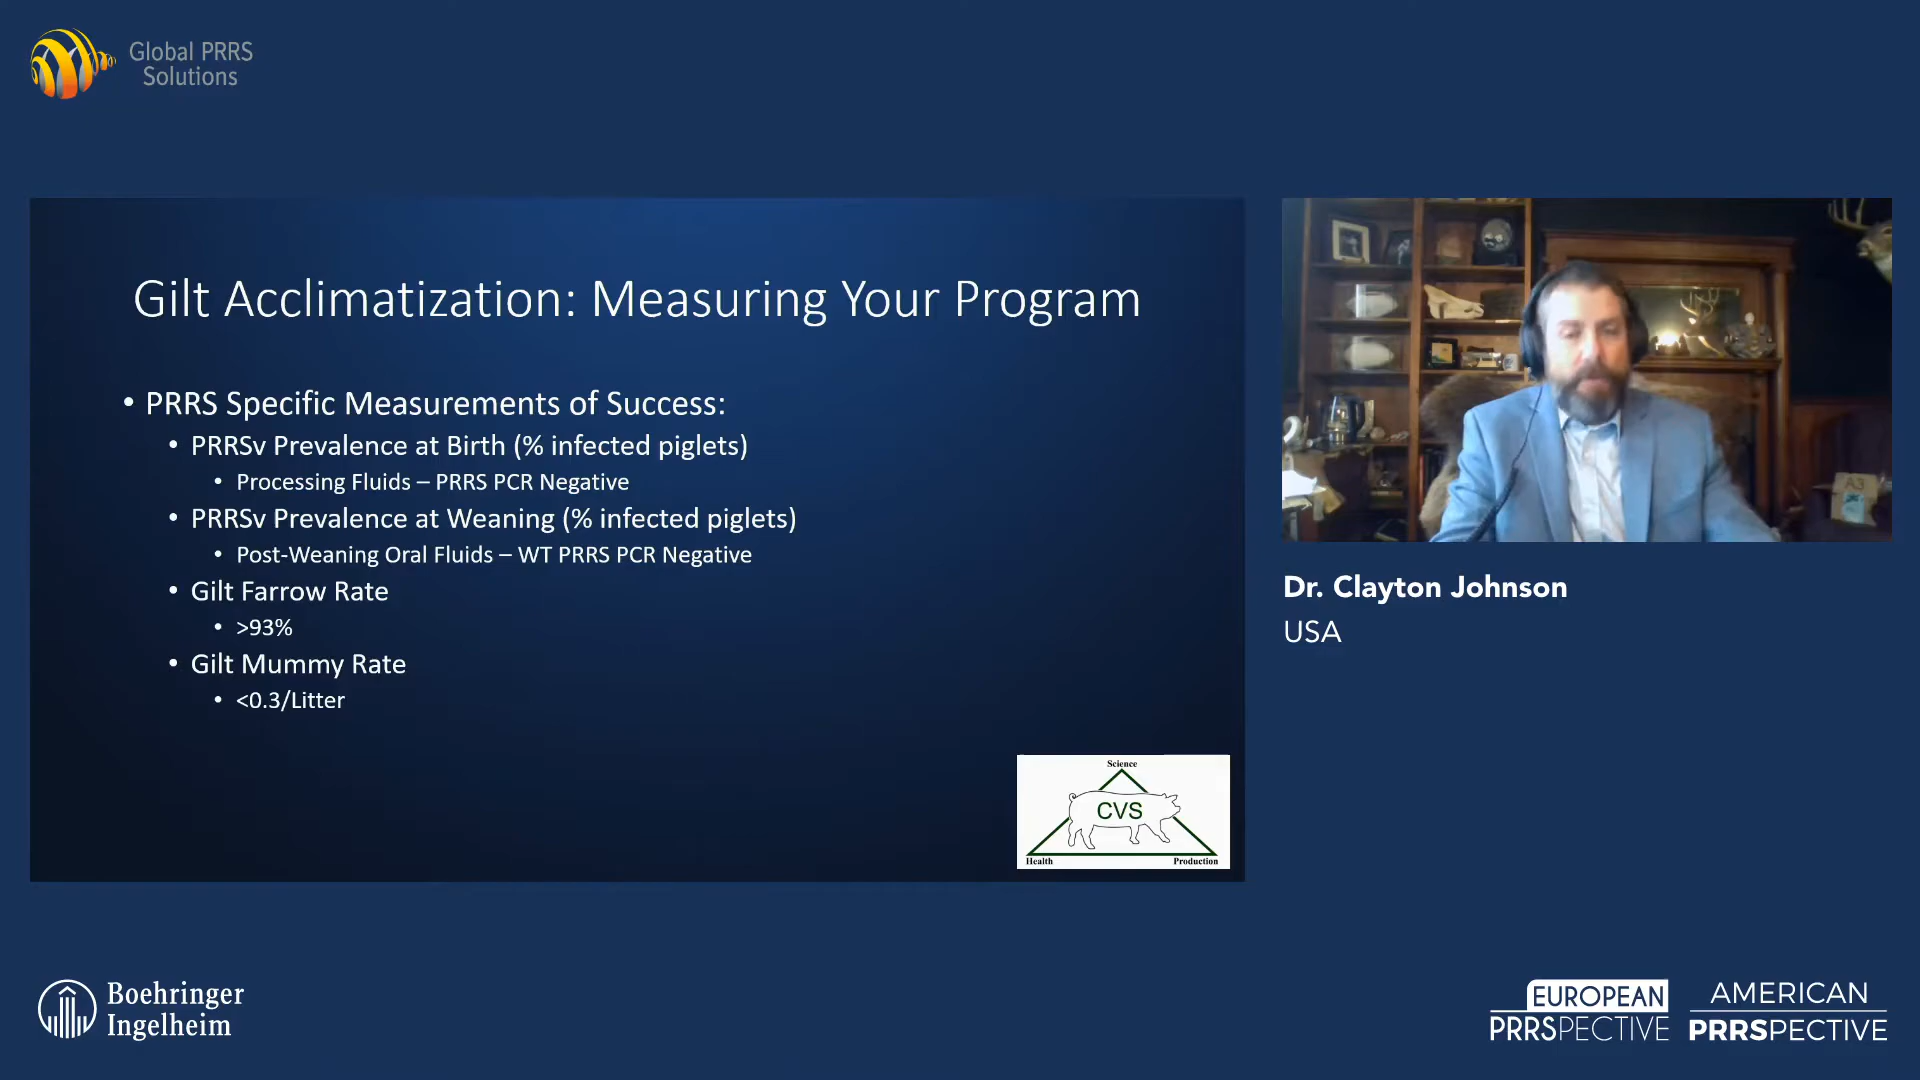 Global PRRS
Solutions
Gilt Acclimatization: Measuring Your Program
• PRRS Specific Measurements of Success:
• PRRSv Prevalence at Birth (% infected piglets)
• Processing Fluids – PRRS PCR Negative
• PRRSv Prevalence at Weaning (% infected piglets)
• Post-Weaning Oral Fluids – WT PRRS PCR Negative
• Gilt Farrow Rate
• >93%
• Gilt Mummy Rate
• <0.3/Litter
Science
CVS
Health Production
A3
Dr. Clayton Johnson
USA
Boehringer
Ingelheim
EUROPEAN
PRRSPECTIVE
AMERICAN
PRRSPECTIVE